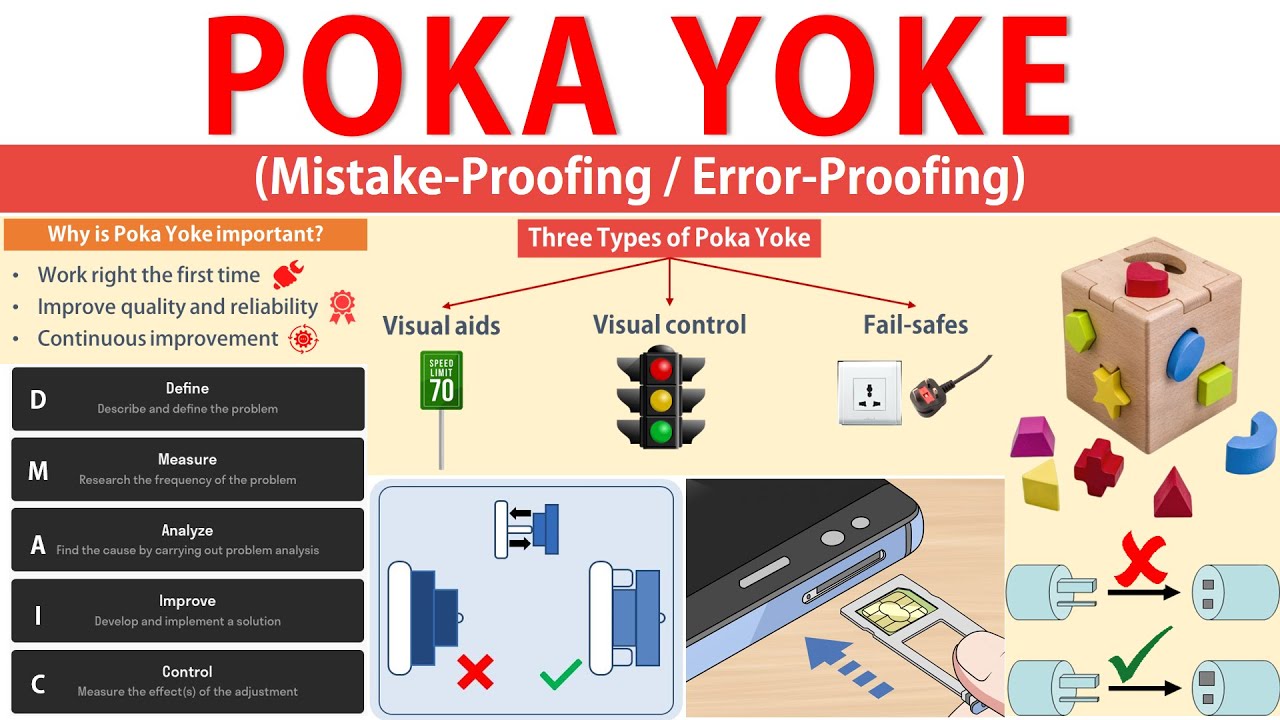 POKA YOKE
(Mistake-Proofing / Error-Proofing)
Why is Poka Yoke important?
• Work right the first time
• Improve quality and reliability
• Continuous improvement
Three Types of Poka Yoke
Visual aids
Visual control
Fail-safes
SPEED
LIMIT
70
D
Define
Describe and define the problem
M
Measure
Research the frequency of the problem
A
Analyze
Find the cause by carrying out problem analysis
I
Improve
Develop and implement a solution
C
Control
Measure the effect(s) of the adjustment